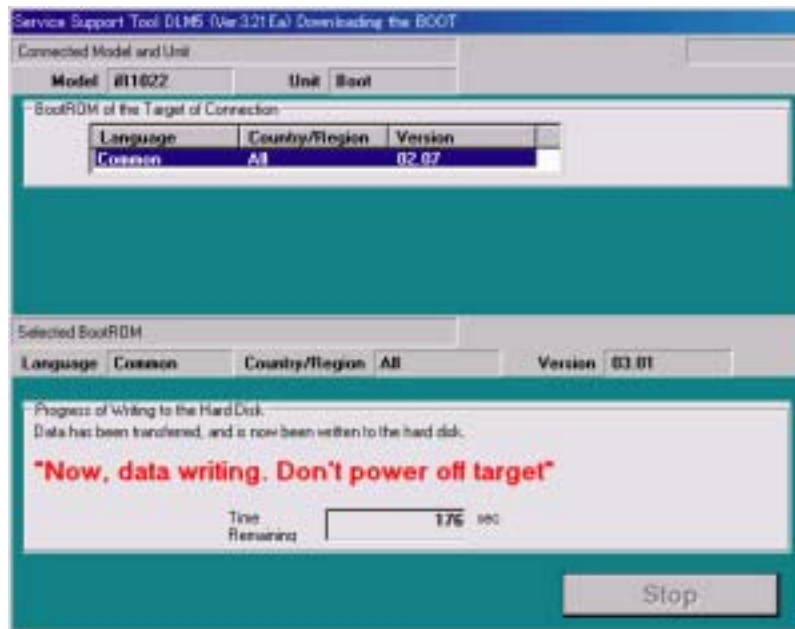 Service Support Tool DLM5 (Ver.3.21Ea) Downloading the BOOT
Connected Model and Unit
Model iR1022 Unit Boot
BootROM of the Target of Connection
Language Country/Region Version
Common All 02.07
Selected BootROM
Language Common Country/Region All Version 03.01
Progress of Writing to the Hard Disk
Data has been transferred, and is now been written to the hard disk.
"Now, data writing. Don't power off target"
Time Remaining 176 sec
Stop